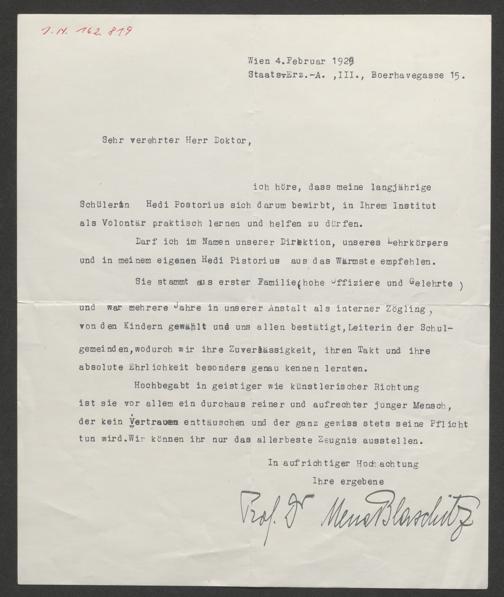 J.N. 162.819
Wien 4.Februar 1929
Staats-Erz.-A. ,III., Boerhavegasse 15.
Sehr verehrter Herr Doktor,
ich höre, dass meine langjährige
Schülerin Hedi Postorius sich darum bewirbt, in Ihrem Institut
als Volontär praktisch lernen und helfen zu dürfen.
Darf ich im Namen unserer Direktion, unseres Lehrkörpers
und in meinem eigenen Hedi Pistorius aus das Wärmste empfehlen.
Sie stammt aus erster Familie(hohe Offiziere und Gelehrte )
und war mehrere Jahre in unserer Anstalt als interner Zögling,
von den Kindern gewählt und uns allen bestätigt,Leiterin der Schul-
gemeinden,wodurch wir ihre Zuverlässigkeit, ihren Takt und ihre
absolute Ehrlichkeit besonders genau kennen lernten.
Hochbegabt in geistiger wie künstlerischer Richtung
ist sie vor allem ein durchaus reiner und aufrechter junger Mensch,
der kein Vertrauen enttäuschen und der ganz gewiss stets seine Pflicht
tun wird.Wir können ihr nur das allerbeste Zeugnis ausstellen.
In aufrichtiger Hochachtung
Ihre ergebene
Prof. Dr Mena Blaschitz